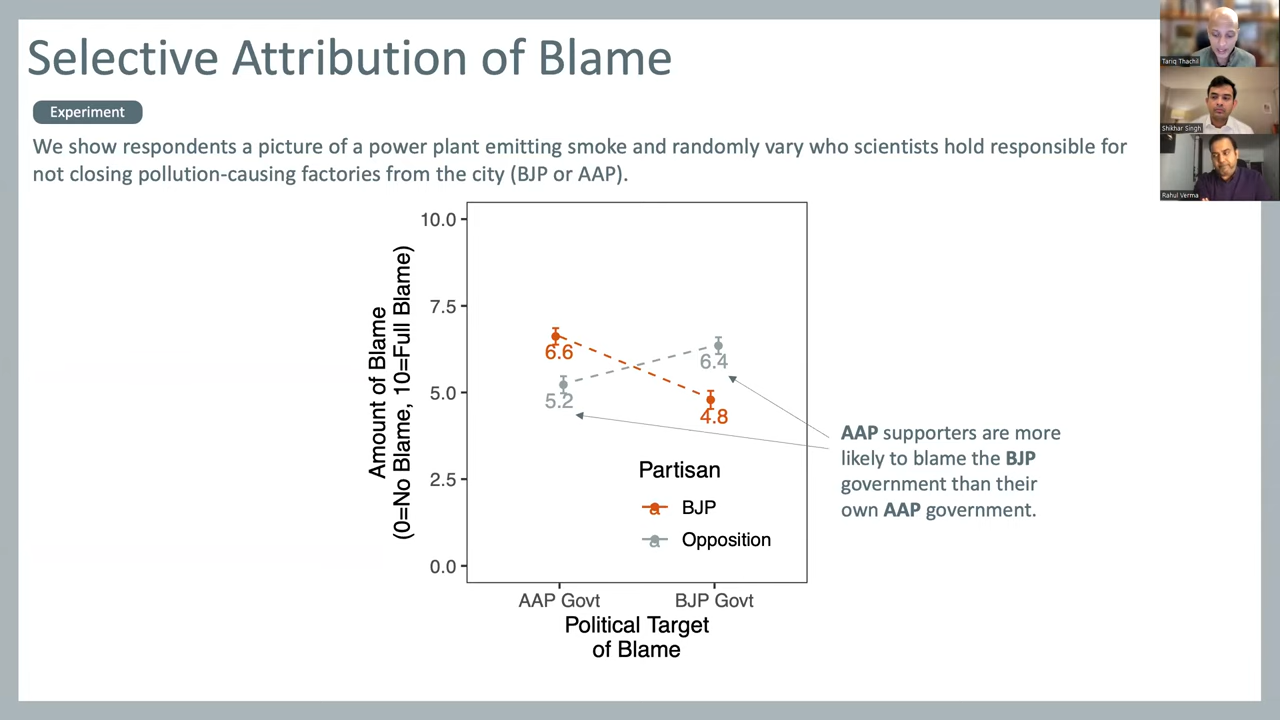 Selective Attribution of Blame
Experiment
We show respondents a picture of a power plant emitting smoke and randomly vary who scientists hold responsible for
not closing pollution-causing factories from the city (BJP or AAP).
Amount of Blame
(0=No Blame, 10=Full Blame)
10.0
7.5
5.0
2.5
0.0
6.6
5.2
6.4
4.8
Partisan
a BJP
a Opposition
AAP Govt
BJP Govt
Political Target
of Blame
AAP supporters are more
likely to blame the BJP
government than their
own AAP government.
Tariq Thachil
Shikhar Singh
Rahul Verma